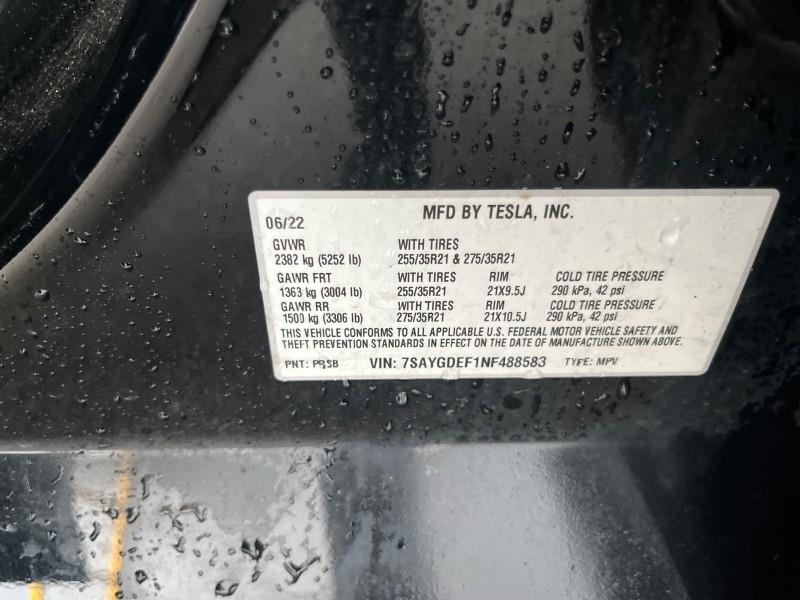 06/22 MFD BY TESLA, INC.
GVWR WITH TIRES
2382 kg (5252 lb) 255/35R21 & 275/35R21
GAWR FRT WITH TIRES RIM COLD TIRE PRESSURE
1363 kg (3004 lb) 255/35R21 21X9.5J 290 kPa, 42 psi
GAWR RR WITH TIRES RIM COLD TIRE PRESSURE
1500 kg (3306 lb) 275/35R21 21X10.5J 290 kPa, 42 psi
THIS VEHICLE CONFORMS TO ALL APPLICABLE U.S. FEDERAL MOTOR VEHICLE SAFETY AND
THEFT PREVENTION STANDARDS IN EFFECT ON THE DATE OF MANUFACTURE SHOWN ABOVE.
PNT: PBSB VIN: 7SAYGDEF1NF488583 TYPE: MPV